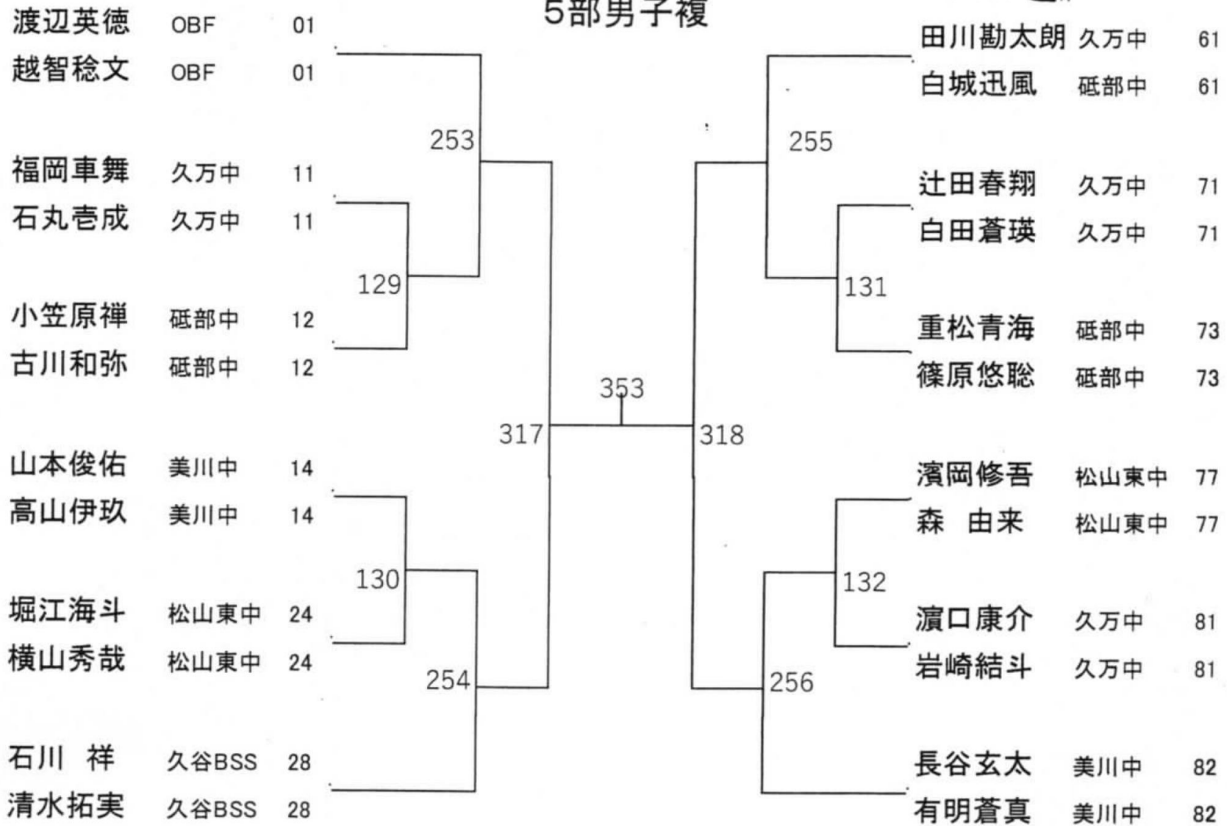 5部男子複
渡辺英徳 OBF 01
越智稔文 OBF 01
福岡車舞 久万中 11
石丸壱成 久万中 11
小笠原禅 砥部中 12
古川和弥 砥部中 12
山本俊佑 美川中 14
高山伊玖 美川中 14
堀江海斗 松山東中 24
横山秀哉 松山東中 24
石川 祥 久谷BSS 28
清水拓実 久谷BSS 28
253
129
130
254
317
353
318
255
131
132
256
田川勘太朗 久万中 61
白城迅風 砥部中 61
辻田春翔 久万中 71
白田蒼瑛 久万中 71
重松青海 砥部中 73
篠原悠聡 砥部中 73
濱岡修吾 松山東中 77
森 由来 松山東中 77
濵口康介 久万中 81
岩崎結斗 久万中 81
長谷玄太 美川中 82
有明蒼真 美川中 82